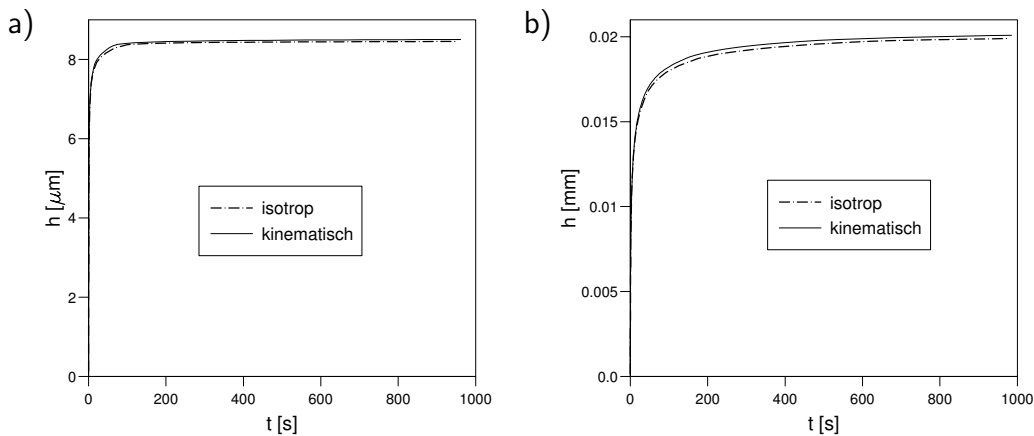 a)
h [μm]
8
6
4
2
0
isotrop
kinematisch
0 200 400 600 800 1000
t [s]
b)
h [mm]
0.02
0.015
0.01
0.005
0.0
isotrop
kinematisch
0 200 400 600 800 1000
t [s]